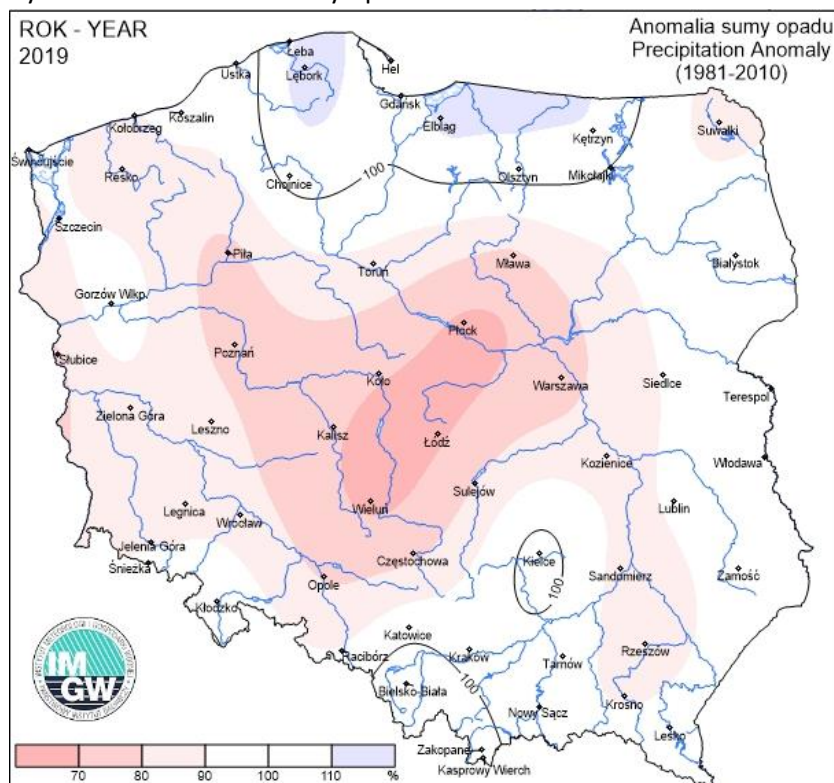 ROK - YEAR
2019
Anomalia sumy opadu
Precipitation Anomaly
(1981-2010)
Łeba
Ustka
Lębork
Hel
Gdańsk
Koszalin
Kołobrzeg
Elbląg
Kętrzyn
Suwałki
Świnoujście
Resko
Chojnice
100
Olsztyn
Mikołajki
Szczecin
Piła
Toruń
Mława
Białystok
Gorzów Wlkp.
Płock
Słubice
Poznań
Koło
Warszawa
Siedlce
Terespol
Zielona Góra
Leszno
Kalisz
Łódź
Kozienice
Włodawa
Legnica
Wrocław
Wieluń
Sulejów
Lublin
Jelenia Góra
Śnieżka
Opole
Częstochowa
Kielce
100
Sandomierz
Zamość
Kłodzko
Katowice
Racibórz
Kraków
Tarnów
Rzeszów
100
Bielsko-Biała
Nowy Sącz
Krosno
Lesko
Zakopane
Kasprowy Wierch
IM
GW
70 80 90 100 110 %